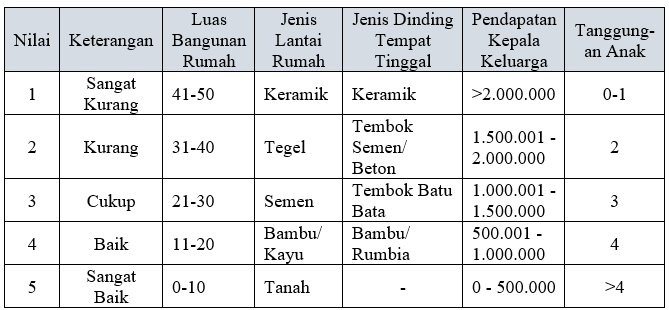 Nilai Keterangan Luas Bangunan Rumah Jenis Lantai Rumah Jenis Dinding Tempat Tinggal Pendapatan Kepala Keluarga Tanggung-an Anak
1 Sangat Kurang 41-50 Keramik Keramik >2.000.000 0-1
2 Kurang 31-40 Tegel Tembok Semen/ Beton 1.500.001 - 2.000.000 2
3 Cukup 21-30 Semen Tembok Batu Bata 1.000.001 - 1.500.000 3
4 Baik 11-20 Bambu/ Kayu Bambu/ Rumbia 500.001 - 1.000.000 4
5 Sangat Baik 0-10 Tanah - 0 - 500.000 >4